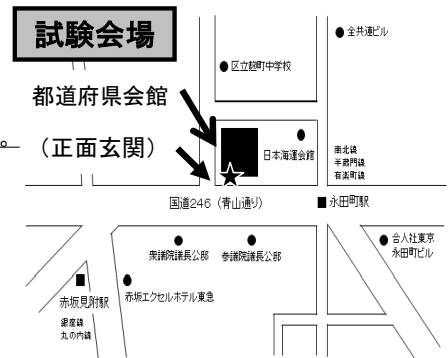 試験会場
全共連ビル
区立麹町中学校
都道府県会館
（正面玄関）
日本海運会館
南北線
半蔵門線
有楽町線
国道246（青山通り）
永田町駅
衆議院議長公邸
参議院議長公邸
合人社東京
永田町ビル
赤坂見附駅
赤坂エクセルホテル東急
銀座線
丸の内線